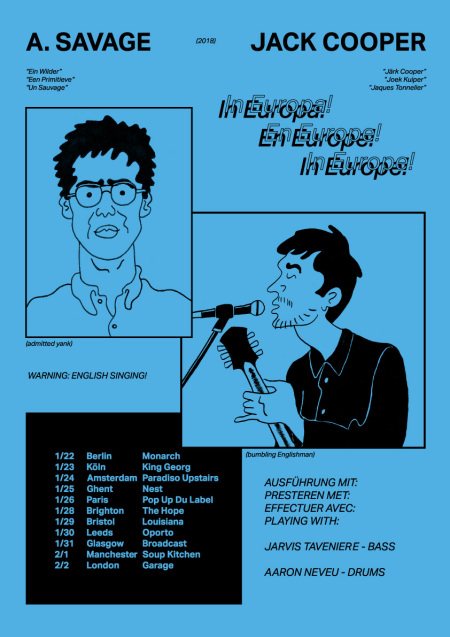 A. SAVAGE
(2018)
JACK COOPER
"Ein Wilder"
"Een Primitieve"
"Un Sauvage"
"Järk Cooper"
"Joek Kuiper"
"Jaques Tonnelier"
In Europa!
En Europe!
In Europe!
(admitted yank)
WARNING: ENGLISH SINGING!
(bumbling Englishman)
1/22 Berlin Monarch
1/23 Köln King Georg
1/24 Amsterdam Paradiso Upstairs
1/25 Ghent Nest
1/26 Paris Pop Up Du Label
1/28 Brighton The Hope
1/29 Bristol Louisiana
1/30 Leeds Oporto
1/31 Glasgow Broadcast
2/1 Manchester Soup Kitchen
2/2 London Garage
AUSFÜHRUNG MIT:
PRESTEREN MET:
EFFECTUER AVEC:
PLAYING WITH:
JARVIS TAVENIERE - BASS
AARON NEVEU - DRUMS